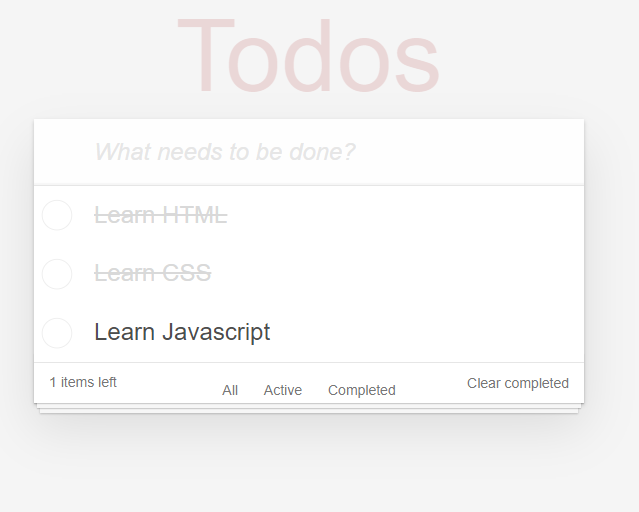 Todos
What needs to be done?
Learn HTML
Learn CSS
Learn Javascript
1 items left
All Active Completed
Clear completed